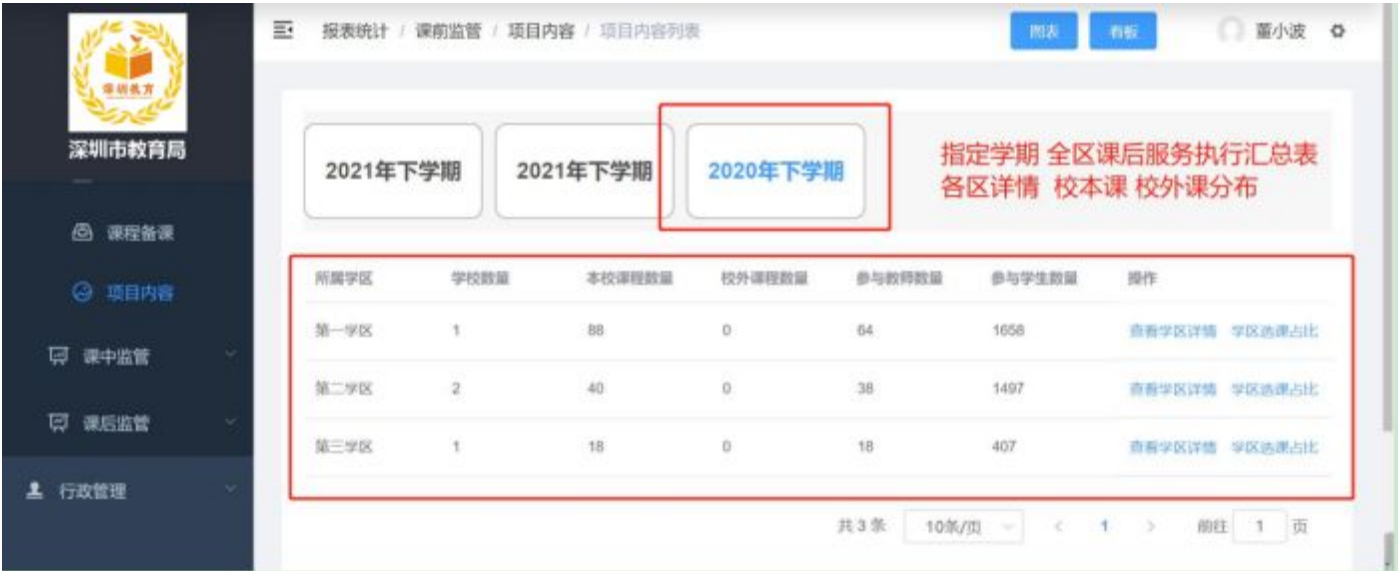 深圳教育
深圳市教育局
课程备课
项目内容
课中监管
课后监管
行政管理
报表统计 / 课前监管 / 项目内容 / 项目内容列表
图表 看板 董小波
2021年下学期 2021年下学期 2020年下学期
指定学期 全区课后服务执行汇总表
各区详情 校本课 校外课分布
所属学区 学校数量 本校课程数量 校外课程数量 参与教师数量 参与学生数量 操作
第一学区 1 88 0 64 1658 查看学区详情 学区选课占比
第二学区 2 40 0 38 1497 查看学区详情 学区选课占比
第三学区 1 18 0 18 407 查看学区详情 学区选课占比
共 3 条 10条/页 < 1 > 前往 1 页